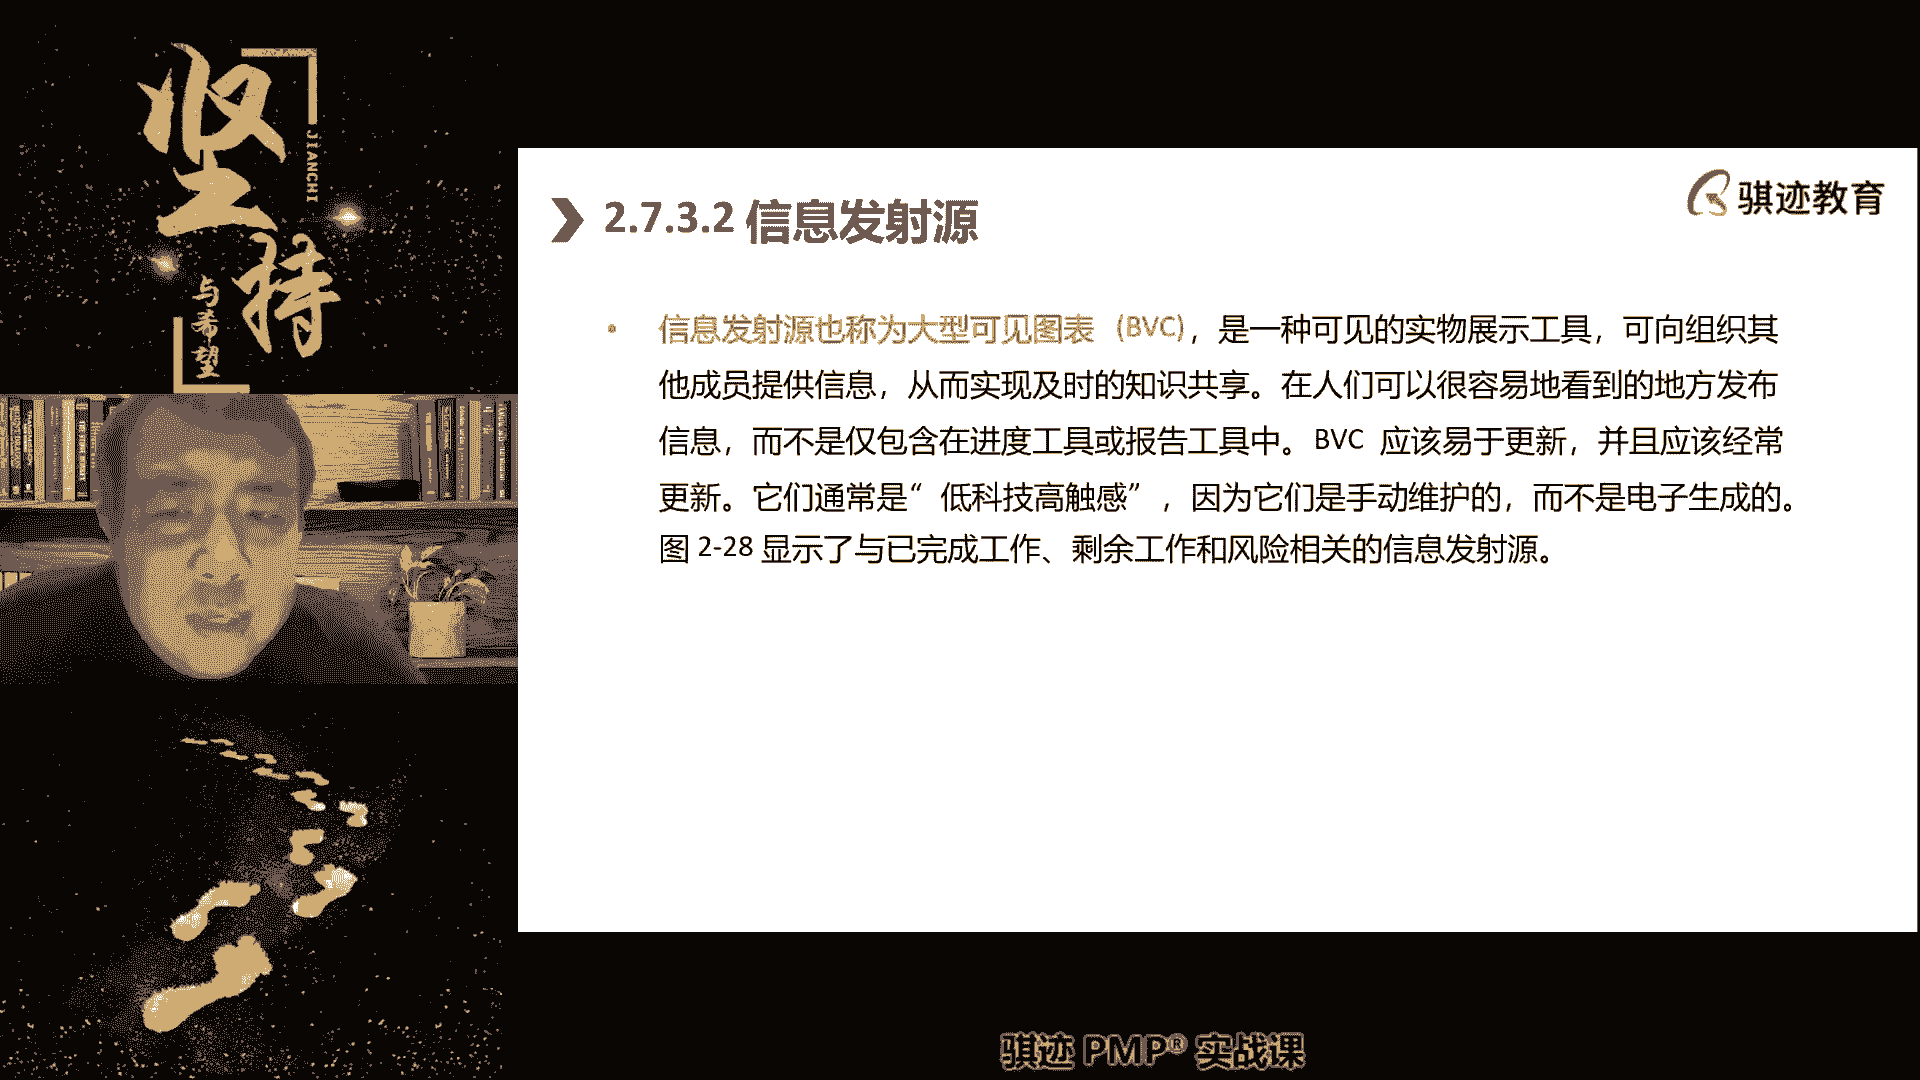 坚持
JIANCHI
与希望
骐迹教育
2.7.3.2 信息发射源
• 信息发射源也称为大型可见图表 (BVC)，是一种可见的实物展示工具，可向组织其
他成员提供信息，从而实现及时的知识共享。在人们可以很容易地看到的地方发布
信息，而不是仅包含在进度工具或报告工具中。BVC 应该易于更新，并且应该经常
更新。它们通常是“低科技高触感”，因为它们是手动维护的，而不是电子生成的。
图 2-28 显示了与已完成工作、剩余工作和风险相关的信息发射源。
骐迹 PMP® 实战课